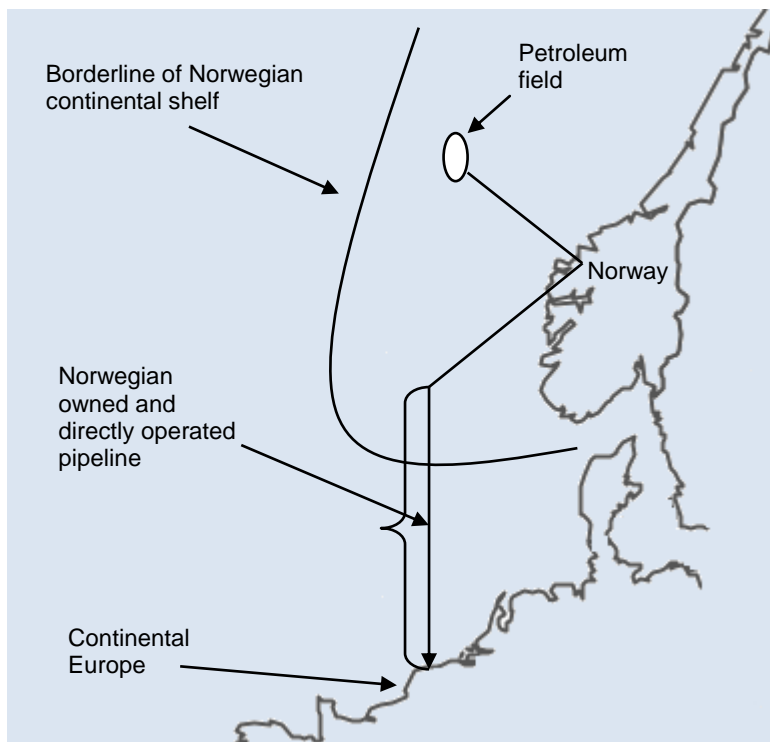 Petroleum
field
Borderline of Norwegian
continental shelf
Norway
Norwegian
owned and
directly operated
pipeline
Continental
Europe